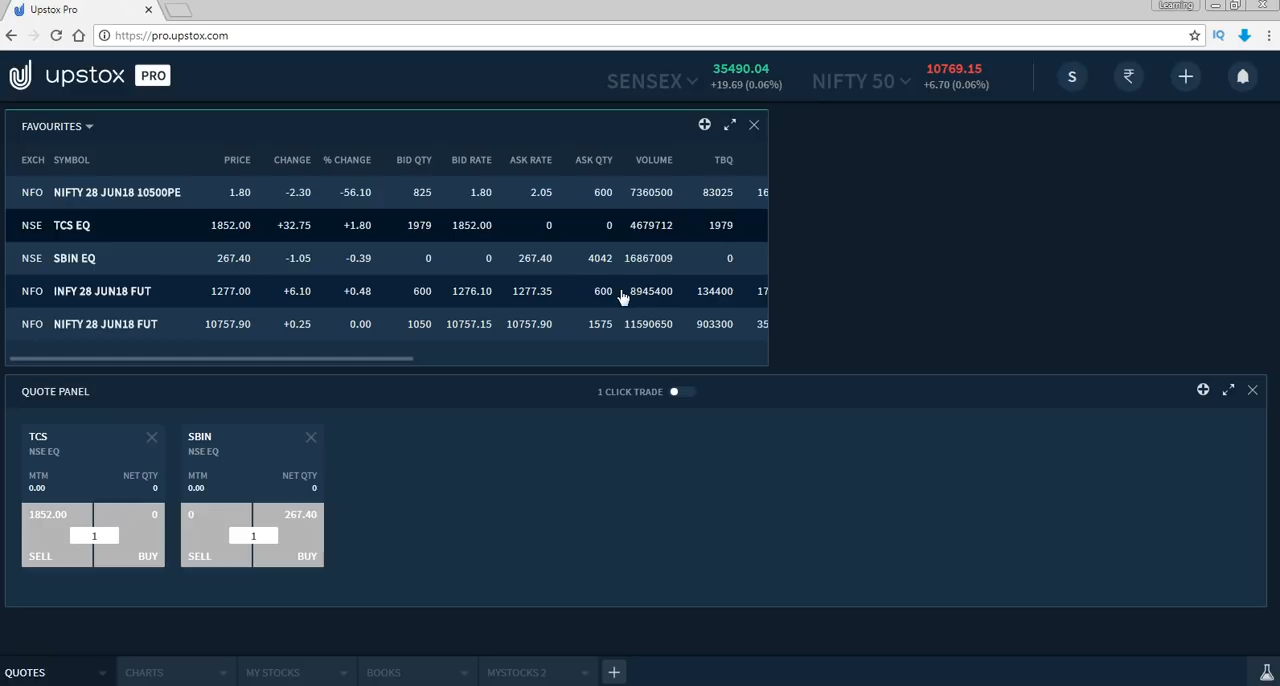 Upstox Pro
Learning
https://pro.upstox.com
IQ
upstox PRO
SENSEX 35490.04 +19.69 (0.06%)
NIFTY 50 10769.15 +6.70 (0.06%)
S ₹
FAVOURITES
EXCH SYMBOL PRICE CHANGE % CHANGE BID QTY BID RATE ASK RATE ASK QTY VOLUME TBQ
NFO NIFTY 28 JUN18 10500PE 1.80 -2.30 -56.10 825 1.80 2.05 600 7360500 83025 16
NSE TCS EQ 1852.00 +32.75 +1.80 1979 1852.00 0 0 4679712 1979
NSE SBIN EQ 267.40 -1.05 -0.39 0 0 267.40 4042 16867009 0
NFO INFY 28 JUN18 FUT 1277.00 +6.10 +0.48 600 1276.10 1277.35 600 8945400 134400 17
NFO NIFTY 28 JUN18 FUT 10757.90 +0.25 0.00 1050 10757.15 10757.90 1575 11590650 903300 35
QUOTE PANEL 1 CLICK TRADE
TCS SBIN
NSE EQ NSE EQ
MTM NET QTY MTM NET QTY
0.00 0 0.00 0
1852.00 0 0 267.40
1 1
SELL BUY SELL BUY
QUOTES CHARTS MY STOCKS BOOKS MYSTOCKS 2